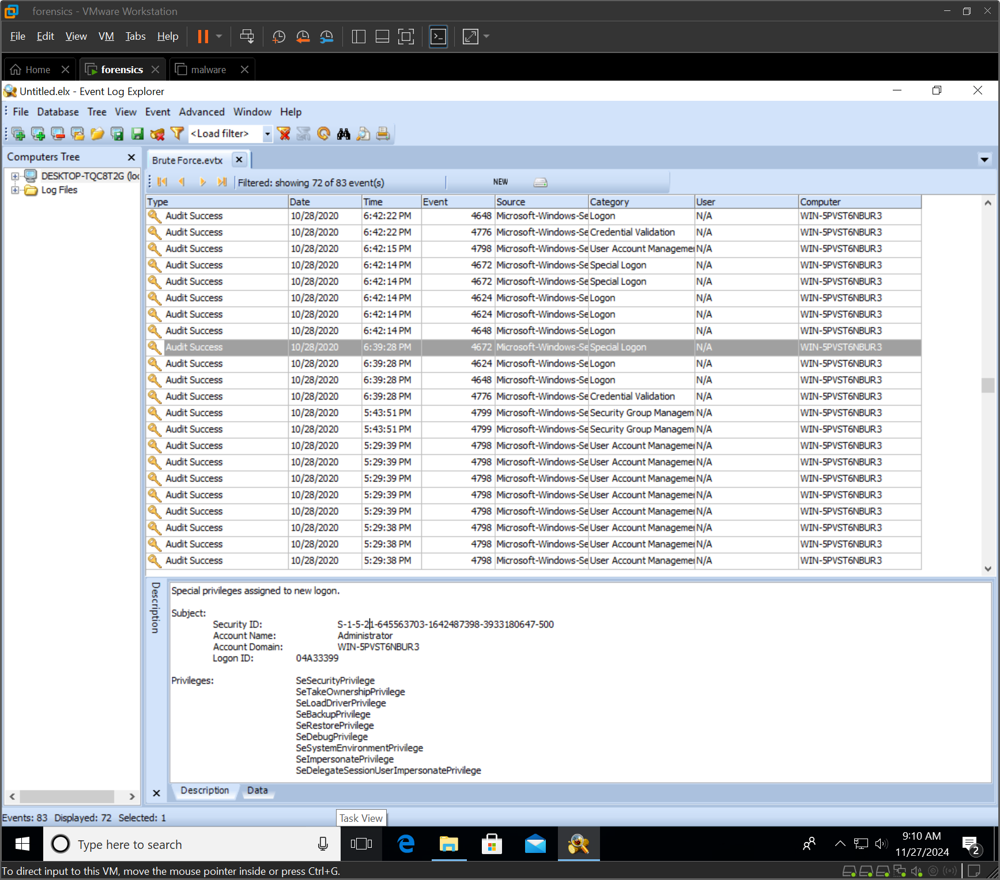 forensics - VMware Workstation
File Edit View VM Tabs Help
Home forensics malware
Untitled.elx - Event Log Explorer
File Database Tree View Event Advanced Window Help
<Load filter>
Computers Tree
Brute Force.evtx
DESKTOP-TQC8T2G (loc
Log Files
Filtered: showing 72 of 83 event(s) NEW
Type Date Time Event Source Category User Computer
Audit Success 10/28/2020 6:42:22 PM 4648 Microsoft-Windows-Se Logon N/A WIN-5PVST6NBUR3
Audit Success 10/28/2020 6:42:22 PM 4776 Microsoft-Windows-Se Credential Validation N/A WIN-5PVST6NBUR3
Audit Success 10/28/2020 6:42:15 PM 4798 Microsoft-Windows-Se User Account Managemer N/A WIN-5PVST6NBUR3
Audit Success 10/28/2020 6:42:14 PM 4672 Microsoft-Windows-Se Special Logon N/A WIN-5PVST6NBUR3
Audit Success 10/28/2020 6:42:14 PM 4672 Microsoft-Windows-Se Special Logon N/A WIN-5PVST6NBUR3
Audit Success 10/28/2020 6:42:14 PM 4624 Microsoft-Windows-Se Logon N/A WIN-5PVST6NBUR3
Audit Success 10/28/2020 6:42:14 PM 4624 Microsoft-Windows-Se Logon N/A WIN-5PVST6NBUR3
Audit Success 10/28/2020 6:42:14 PM 4648 Microsoft-Windows-Se Logon N/A WIN-5PVST6NBUR3
Audit Success 10/28/2020 6:39:28 PM 4672 Microsoft-Windows-Se Special Logon N/A WIN-5PVST6NBUR3
Audit Success 10/28/2020 6:39:28 PM 4624 Microsoft-Windows-Se Logon N/A WIN-5PVST6NBUR3
Audit Success 10/28/2020 6:39:28 PM 4648 Microsoft-Windows-Se Logon N/A WIN-5PVST6NBUR3
Audit Success 10/28/2020 6:39:28 PM 4776 Microsoft-Windows-Se Credential Validation N/A WIN-5PVST6NBUR3
Audit Success 10/28/2020 5:43:51 PM 4799 Microsoft-Windows-Se Security Group Managem N/A WIN-5PVST6NBUR3
Audit Success 10/28/2020 5:43:51 PM 4799 Microsoft-Windows-Se Security Group Managem N/A WIN-5PVST6NBUR3
Audit Success 10/28/2020 5:29:39 PM 4798 Microsoft-Windows-Se User Account Managemer N/A WIN-5PVST6NBUR3
Audit Success 10/28/2020 5:29:39 PM 4798 Microsoft-Windows-Se User Account Managemer N/A WIN-5PVST6NBUR3
Audit Success 10/28/2020 5:29:39 PM 4798 Microsoft-Windows-Se User Account Managemer N/A WIN-5PVST6NBUR3
Audit Success 10/28/2020 5:29:39 PM 4798 Microsoft-Windows-Se User Account Managemer N/A WIN-5PVST6NBUR3
Audit Success 10/28/2020 5:29:39 PM 4798 Microsoft-Windows-Se User Account Managemer N/A WIN-5PVST6NBUR3
Audit Success 10/28/2020 5:29:38 PM 4798 Microsoft-Windows-Se User Account Managemer N/A WIN-5PVST6NBUR3
Audit Success 10/28/2020 5:29:38 PM 4798 Microsoft-Windows-Se User Account Managemer N/A WIN-5PVST6NBUR3
Audit Success 10/28/2020 5:29:38 PM 4798 Microsoft-Windows-Se User Account Managemer N/A WIN-5PVST6NBUR3
Description
Special privileges assigned to new logon.
Subject:
Security ID: S-1-5-21-645563703-1642487398-3933180647-500
Account Name: Administrator
Account Domain: WIN-5PVST6NBUR3
Logon ID: 04A33399
Privileges: SeSecurityPrivilege
SeTakeOwnershipPrivilege
SeLoadDriverPrivilege
SeBackupPrivilege
SeRestorePrivilege
SeDebugPrivilege
SeSystemEnvironmentPrivilege
SeImpersonatePrivilege
SeDelegateSessionUserImpersonatePrivilege
Description Data
Events: 83 Displayed: 72 Selected: 1
Task View
Type here to search
9:10 AM
11/27/2024
2
To direct input to this VM, move the mouse pointer inside or press Ctrl+G.